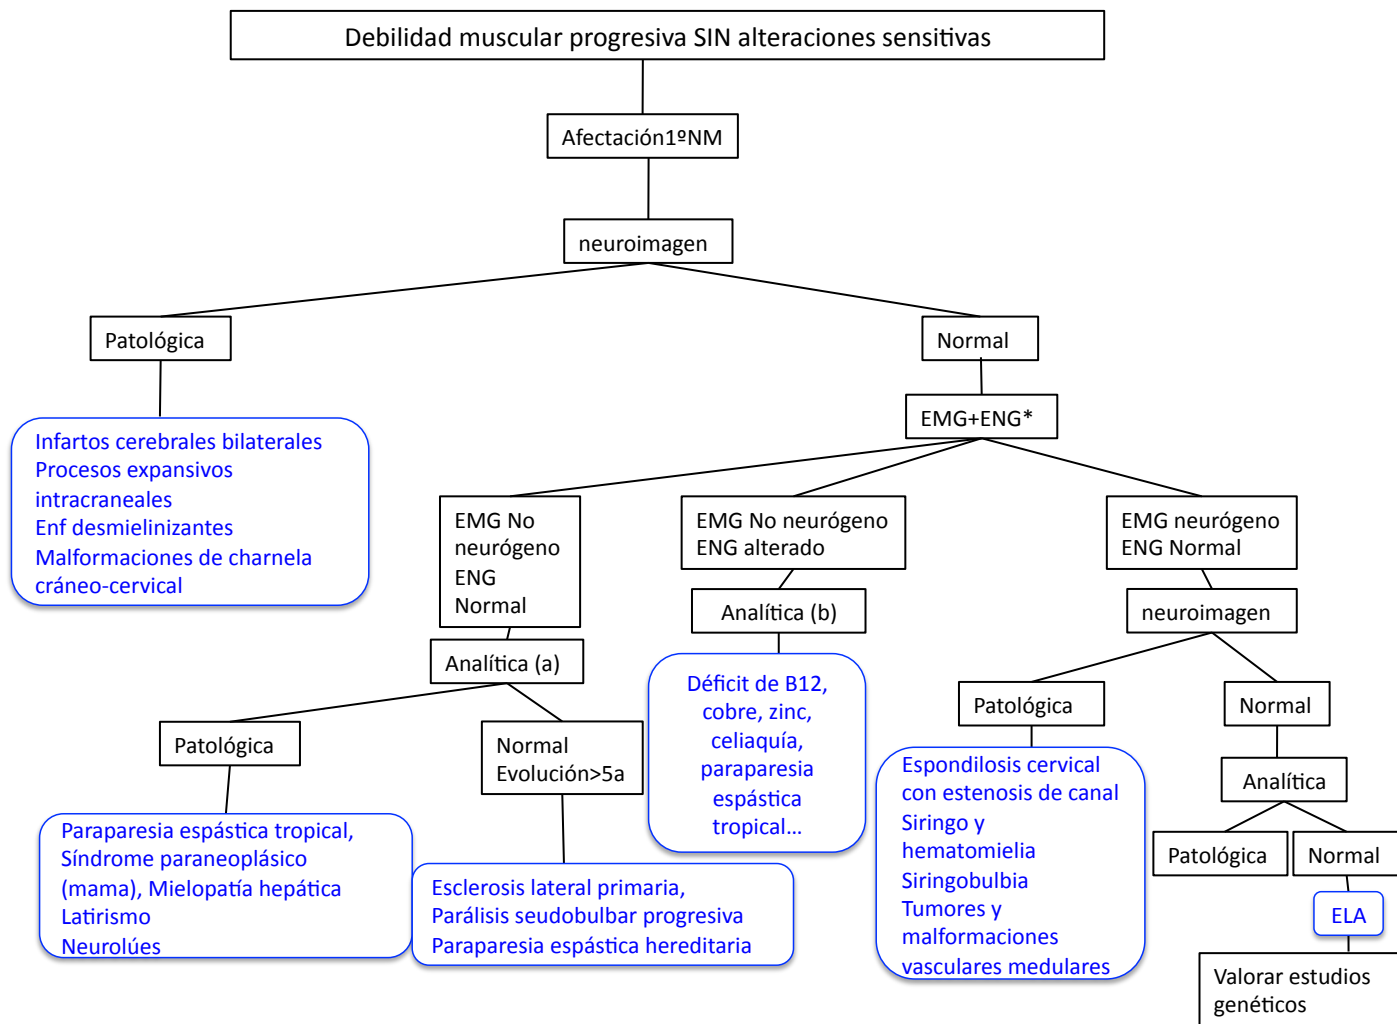 Debilidad muscular progresiva SIN alteraciones sensitivas
Afectación1ºNM
neuroimagen
Patológica
Normal
Infartos cerebrales bilaterales
Procesos expansivos
intracraneales
Enf desmielinizantes
Malformaciones de charnela
cráneo-cervical
EMG+ENG*
EMG No
neurógeno
ENG
Normal
EMG No neurógeno
ENG alterado
EMG neurógeno
ENG Normal
Analítica (a)
Analítica (b)
neuroimagen
Patológica
Normal
Evolución>5a
Déficit de B12,
cobre, zinc,
celiaquía,
paraparesia
espástica
tropical...
Patológica
Normal
Paraparesia espástica tropical,
Síndrome paraneoplásico
(mama), Mielopatía hepática
Latirismo
Neurolúes
Esclerosis lateral primaria,
Parálisis seudobulbar progresiva
Paraparesia espástica hereditaria
Espondilosis cervical
con estenosis de canal
Siringo y
hematomielia
Siringobulbia
Tumores y
malformaciones
vasculares medulares
Analítica
Patológica
Normal
ELA
Valorar estudios
genéticos